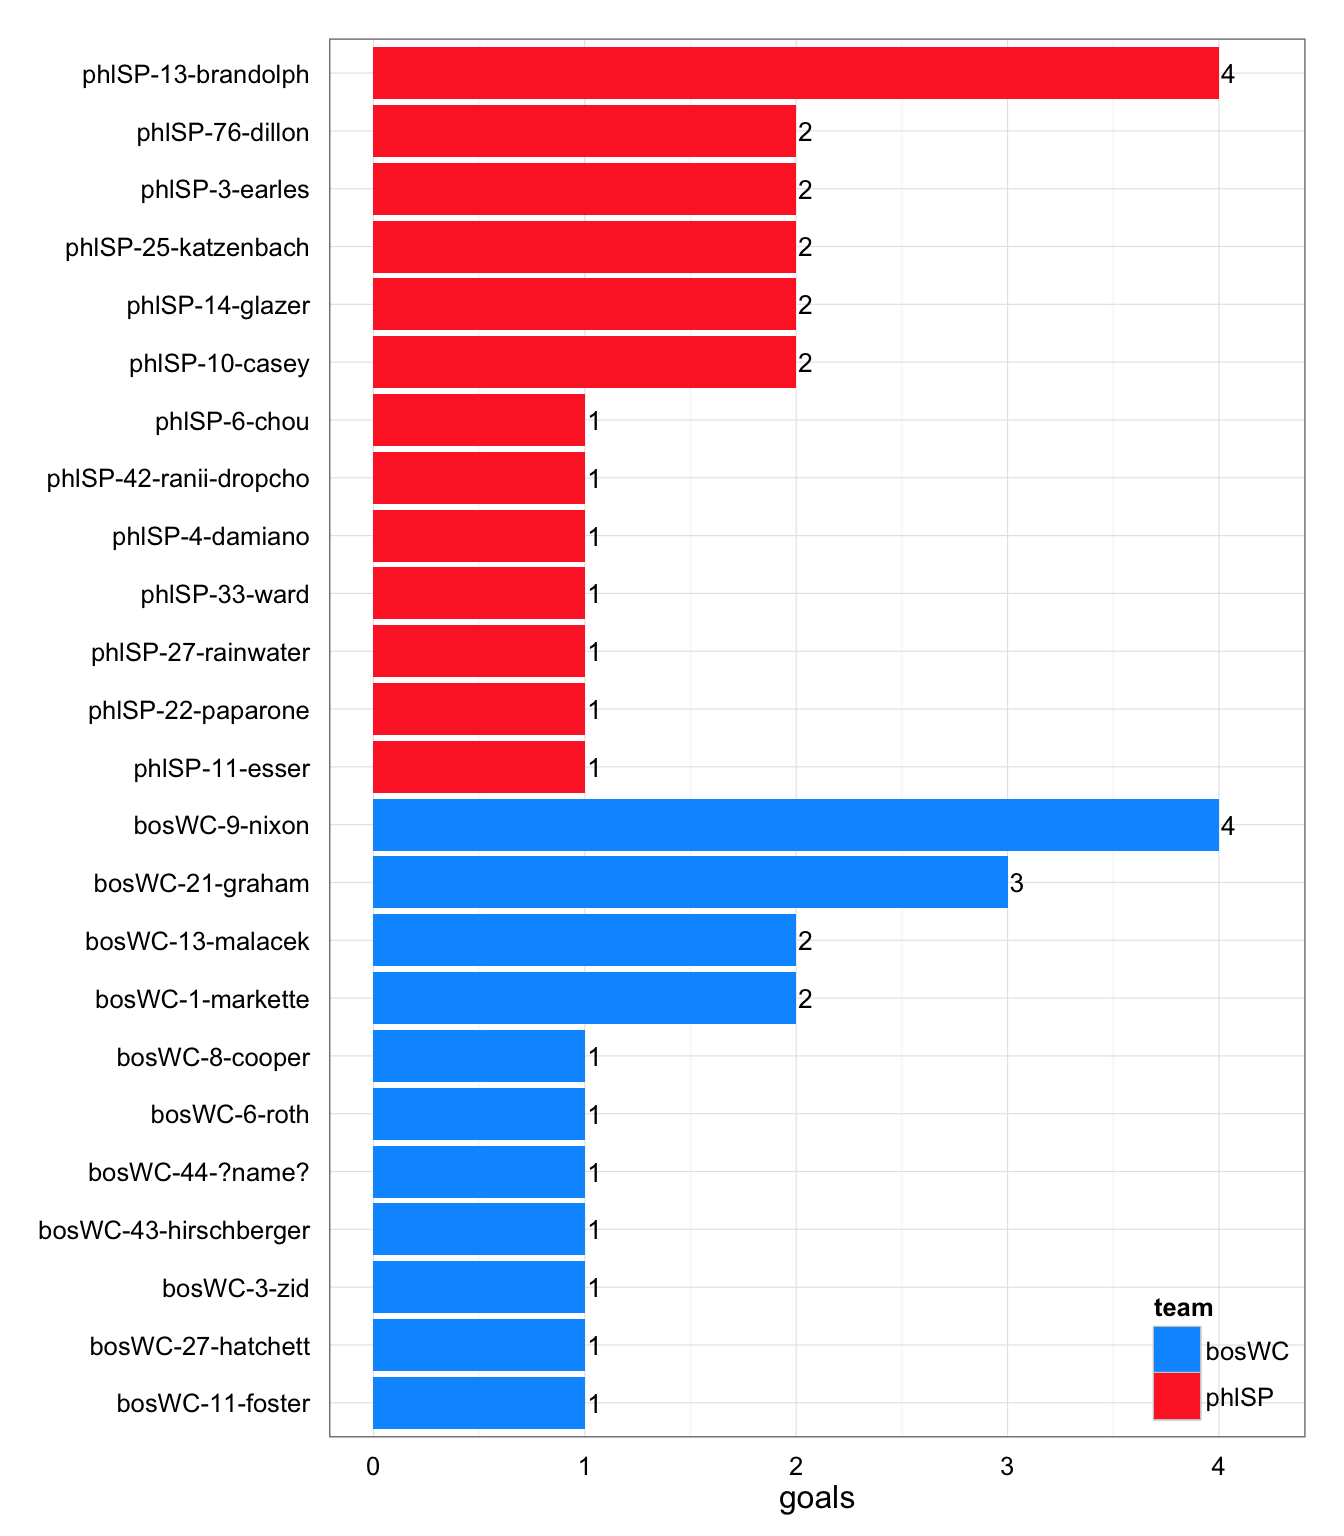 phlSP-13-brandolph 4
phlSP-76-dillon 2
phlSP-3-earles 2
phlSP-25-katzenbach 2
phlSP-14-glazer 2
phlSP-10-casey 2
phlSP-6-chou 1
phlSP-42-ranii-dropcho 1
phlSP-4-damiano 1
phlSP-33-ward 1
phlSP-27-rainwater 1
phlSP-22-paparone 1
phlSP-11-esser 1
bosWC-9-nixon 4
bosWC-21-graham 3
bosWC-13-malacek 2
bosWC-1-markette 2
bosWC-8-cooper 1
bosWC-6-roth 1
bosWC-44-?name? 1
bosWC-43-hirschberger 1
bosWC-3-zid 1
bosWC-27-hatchett 1
bosWC-11-foster 1
team
bosWC
phlSP
0 1 2 3 4
goals